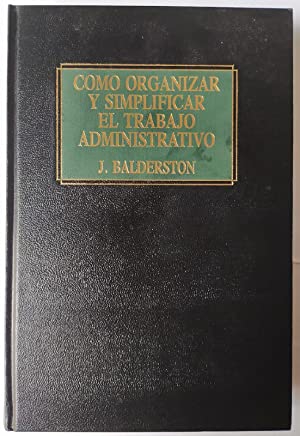 COMO ORGANIZAR
Y SIMPLIFICAR
EL TRABAJO
ADMINISTRATIVO
J. BALDERSTON